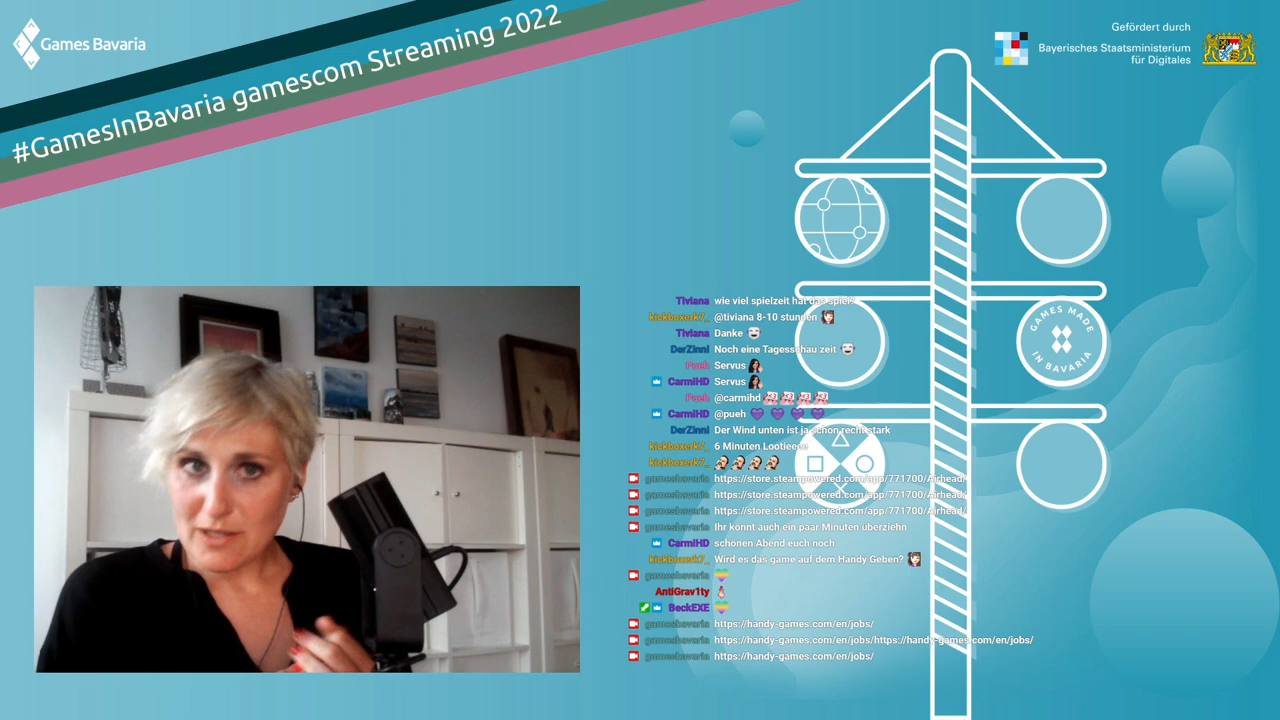 Games Bavaria
#GamesInBavaria gamescom Streaming 2022
Gefördert durch
Bayerisches Staatsministerium
für Digitales
GAMES MADE
IN BAVARIA
Tiviana wie viel spielzeit hat das spiel?
kickboxerk7_ @tiviana 8-10 stunden
Tiviana Danke
DerZinni Noch eine Tagesschau zeit
Pueh Servus
CarmiHD Servus
Pueh @carmihd
CarmiHD @pueh
DerZinni Der Wind unten ist ja schon recht stark
kickboxerk7_ 6 Minuten Lootieeee
kickboxerk7_
gamesbavaria https://store.steampowered.com/app/771700/Airhead/
gamesbavaria https://store.steampowered.com/app/771700/Airhead/
gamesbavaria https://store.steampowered.com/app/771700/Airhead/
gamesbavaria Ihr könnt auch ein paar Minuten überziehn
CarmiHD schönen Abend euch noch
kickboxerk7_ Wird es das game auf dem Handy Geben?
gamesbavaria
AntiGrav1ty
BeckEXE
gamesbavaria https://handy-games.com/en/jobs/
gamesbavaria https://handy-games.com/en/jobs/https://handy-games.com/en/jobs/
gamesbavaria https://handy-games.com/en/jobs/